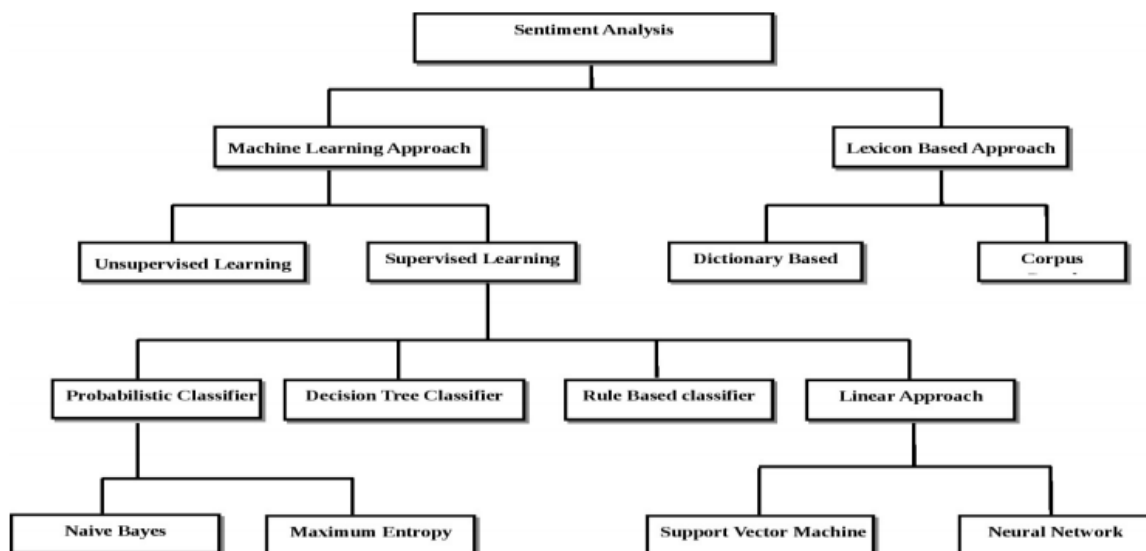 Sentiment Analysis
Machine Learning Approach
Lexicon Based Approach
Unsupervised Learning
Supervised Learning
Dictionary Based
Corpus
Probabilistic Classifier
Decision Tree Classifier
Rule Based classifier
Linear Approach
Naive Bayes
Maximum Entropy
Support Vector Machine
Neural Network